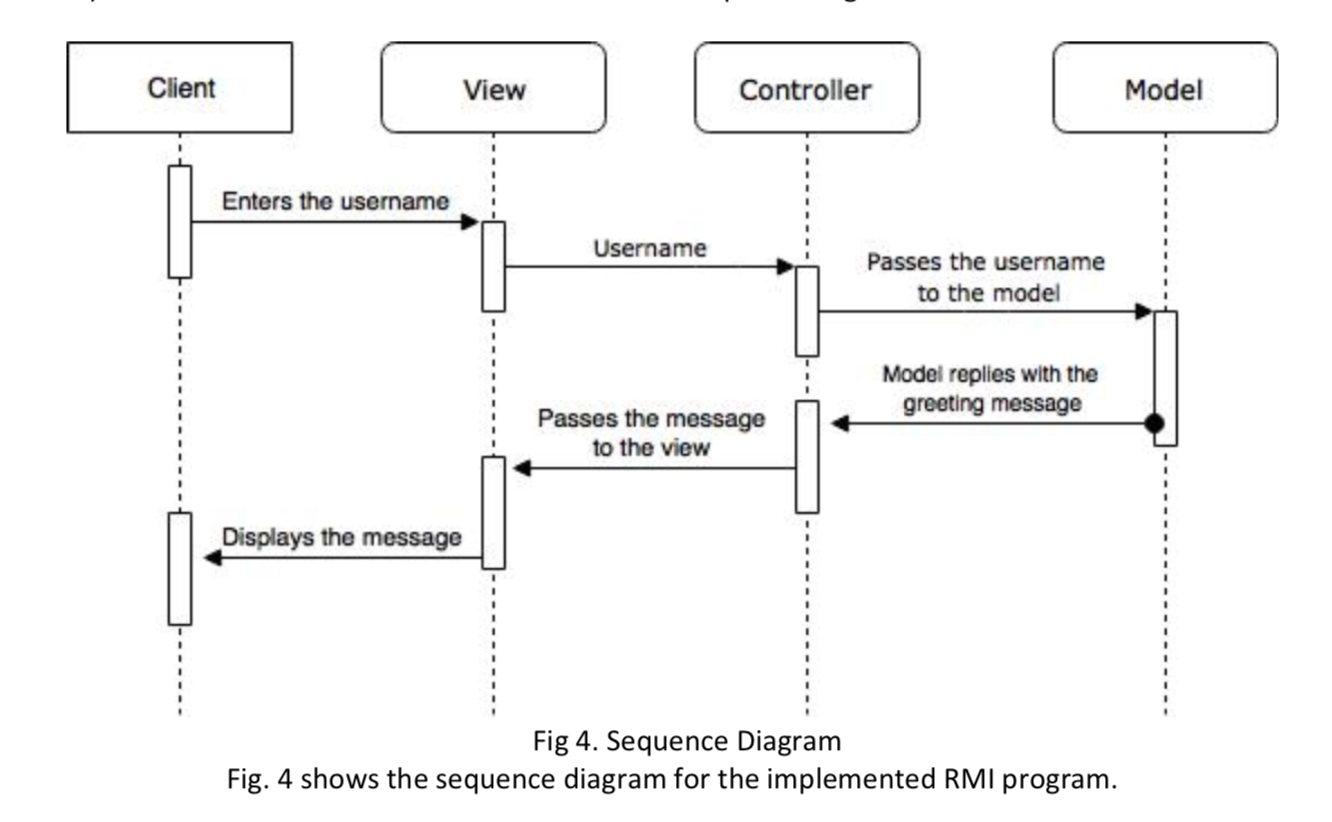 Client
View
Controller
Model
Enters the username
Username
Passes the username
to the model
Model replies with the
greeting message
Passes the message
to the view
Displays the message
Fig 4. Sequence Diagram
Fig. 4 shows the sequence diagram for the implemented RMI program.